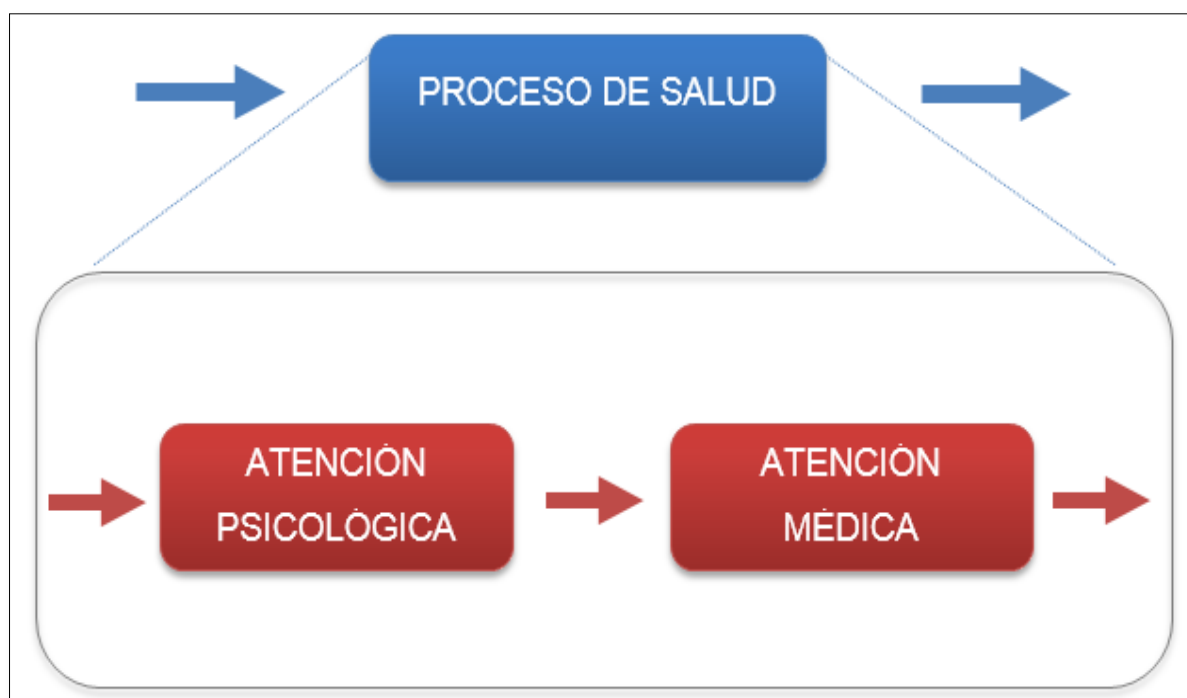 PROCESO DE SALUD
ATENCIÓN
PSICOLÓGICA
ATENCIÓN
MÉDICA